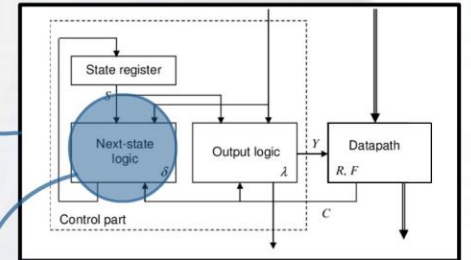 State register
S
Next-state
logic
δ
Output logic
λ
Y
Datapath
R, F
C
Control part